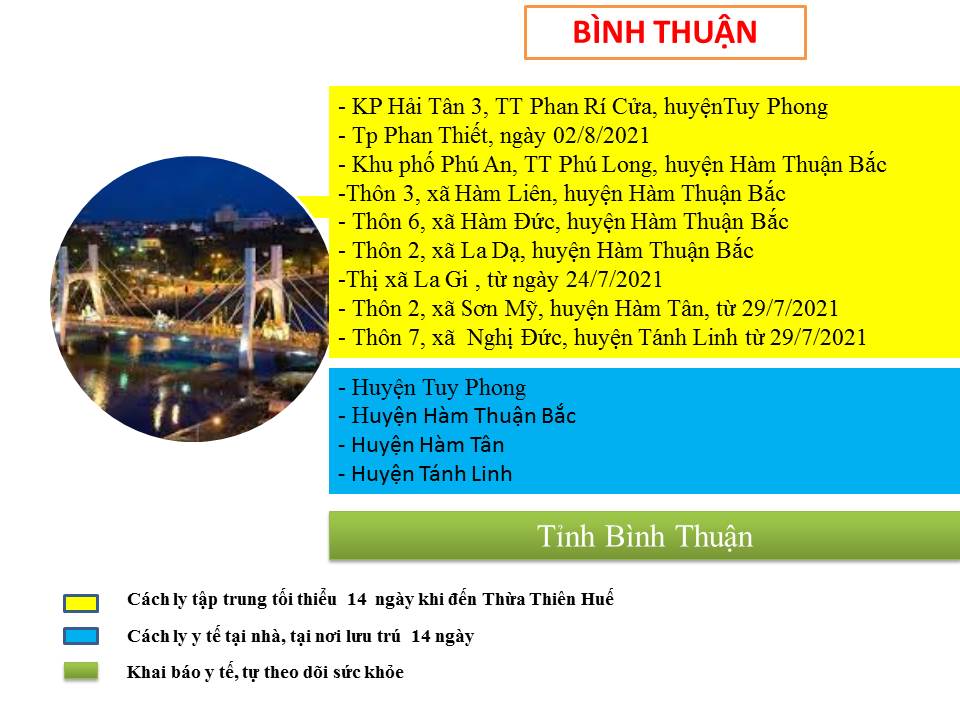 BÌNH THUẬN
- KP Hải Tân 3, TT Phan Rí Cửa, huyệnTuy Phong
- Tp Phan Thiết, ngày 02/8/2021
- Khu phố Phú An, TT Phú Long, huyện Hàm Thuận Bắc
-Thôn 3, xã Hàm Liên, huyện Hàm Thuận Bắc
- Thôn 6, xã Hàm Đức, huyện Hàm Thuận Bắc
- Thôn 2, xã La Dạ, huyện Hàm Thuận Bắc
-Thị xã La Gi , từ ngày 24/7/2021
- Thôn 2, xã Sơn Mỹ, huyện Hàm Tân, từ 29/7/2021
- Thôn 7, xã  Nghị Đức, huyện Tánh Linh từ 29/7/2021
- Huyện Tuy Phong
- Huyện Hàm Thuận Bắc
- Huyện Hàm Tân
- Huyện Tánh Linh
Tỉnh Bình Thuận
Cách ly tập trung tối thiểu  14  ngày khi đến Thừa Thiên Huế
Cách ly y tế tại nhà, tại nơi lưu trú  14 ngày
Khai báo y tế, tự theo dõi sức khỏe